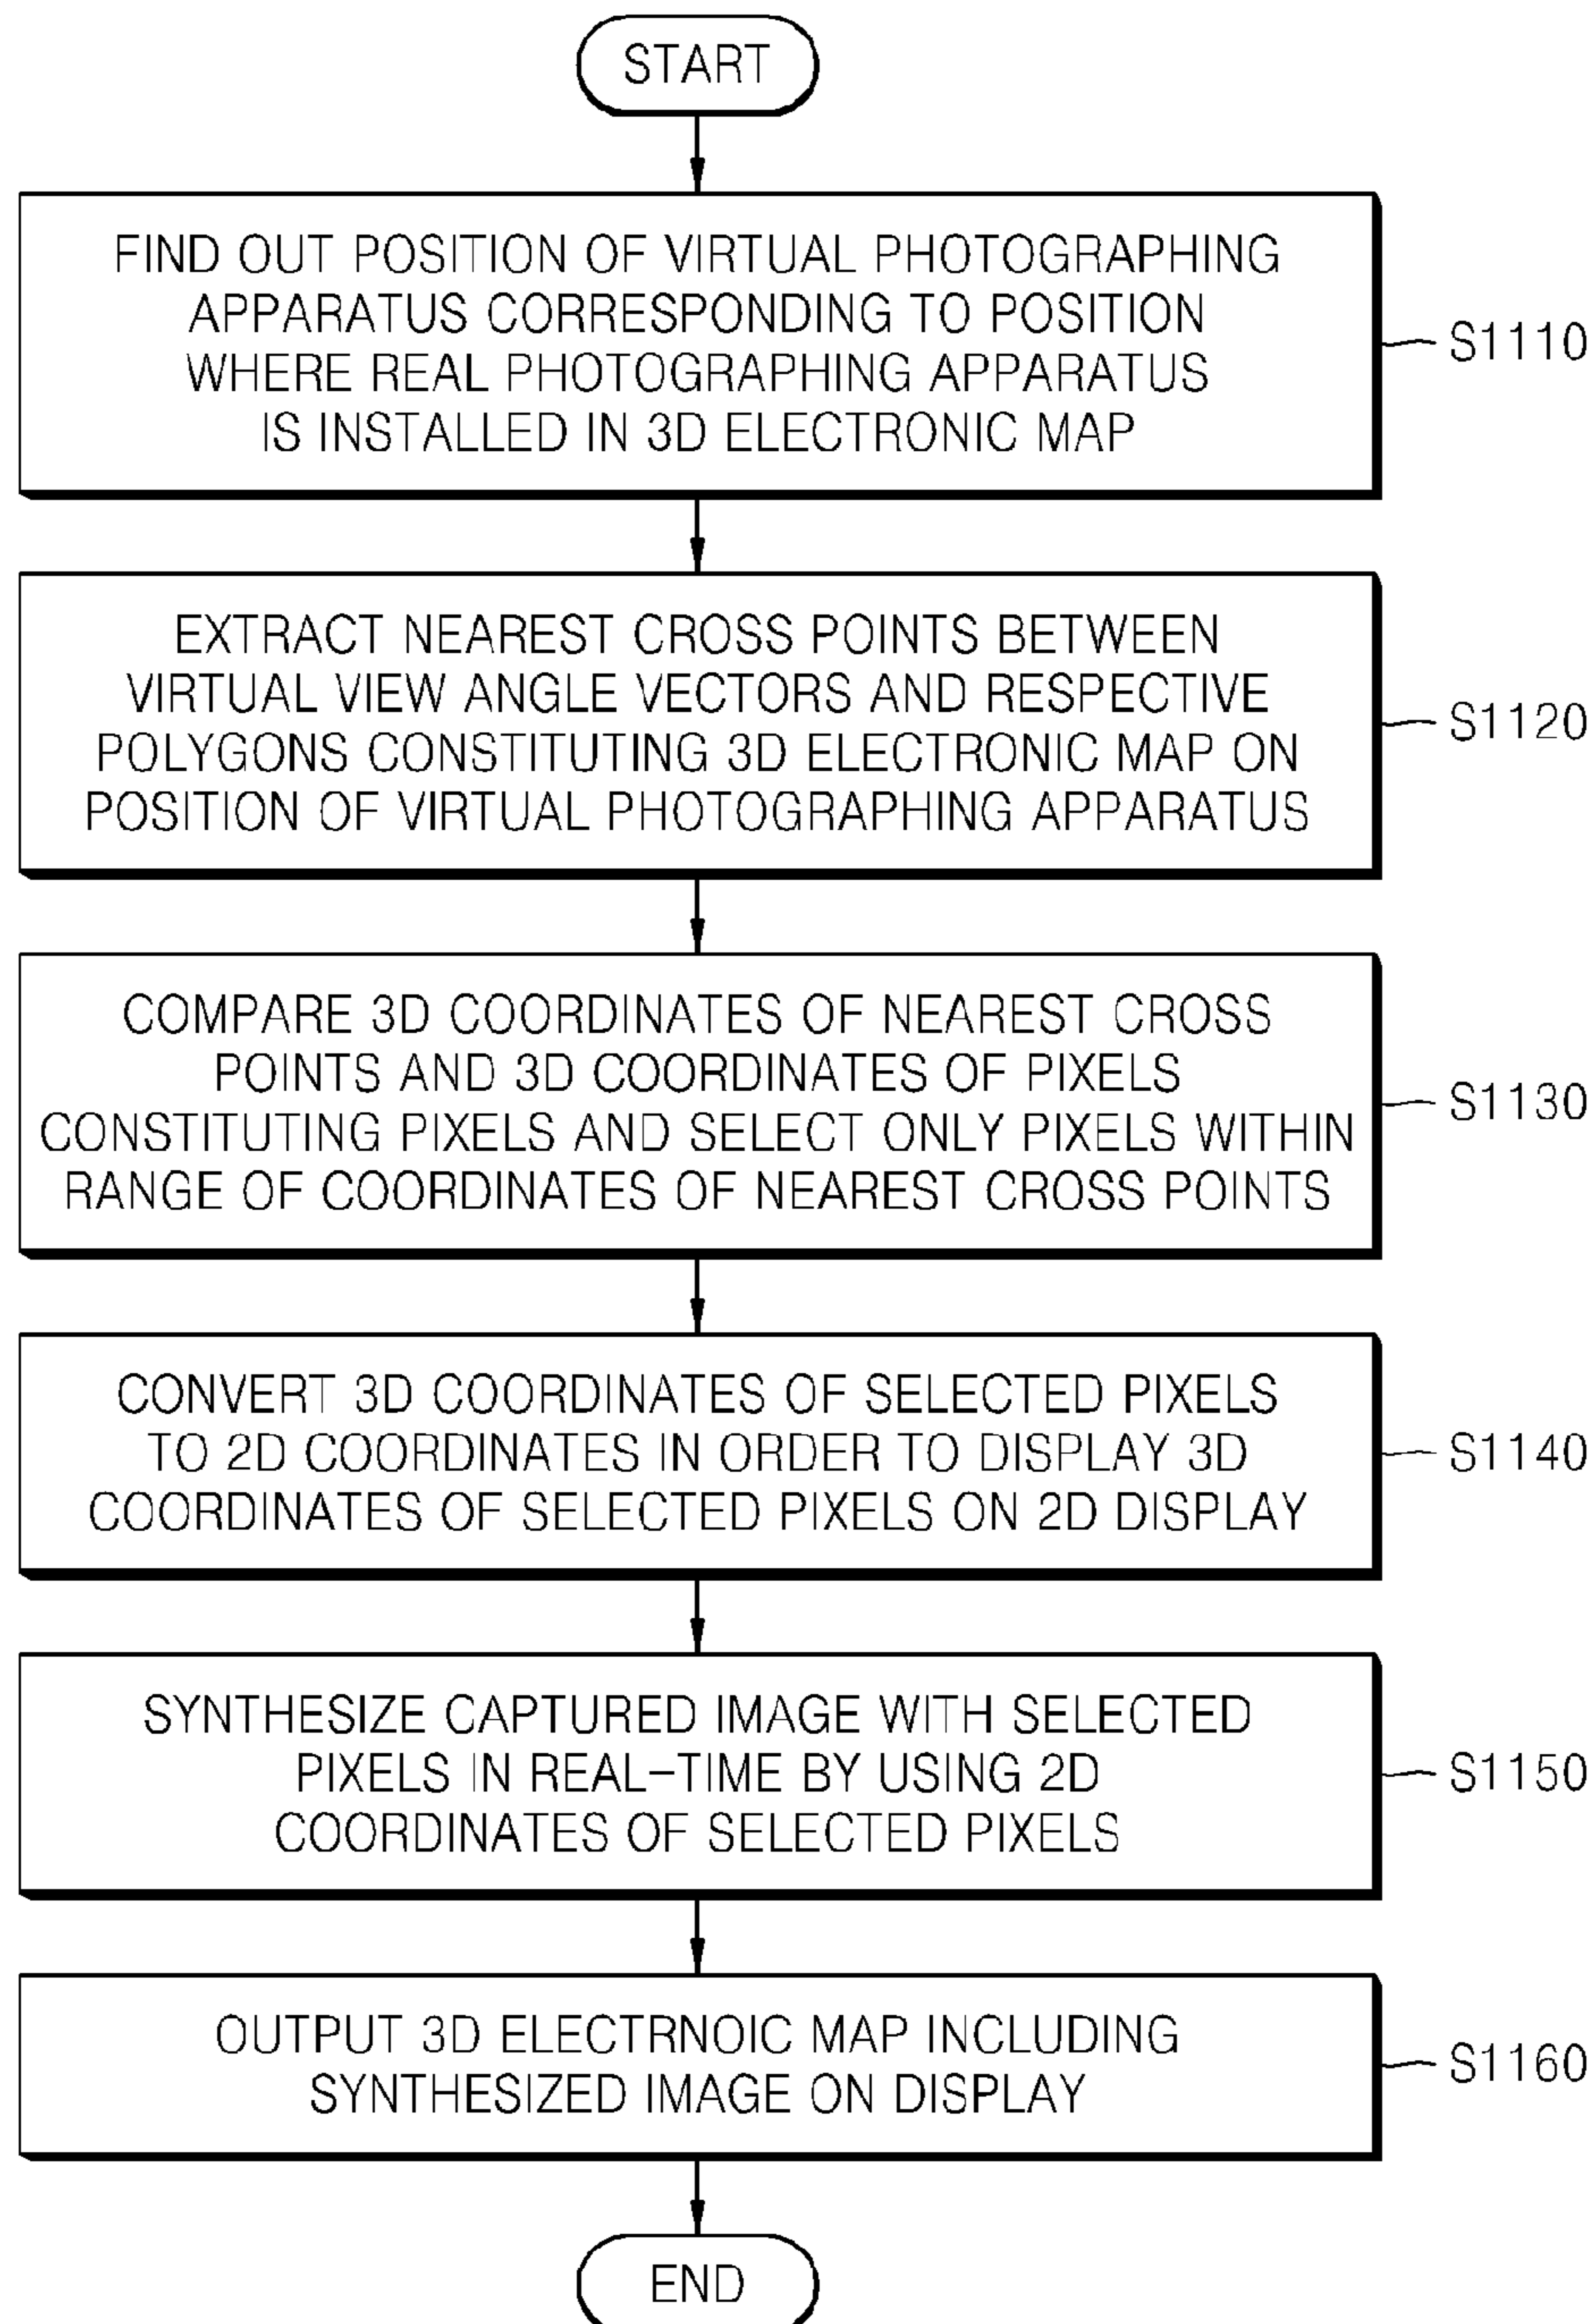 START
FIND OUT POSITION OF VIRTUAL PHOTOGRAPHING
APPARATUS CORRESPONDING TO POSITION
WHERE REAL PHOTOGRAPHING APPARATUS
IS INSTALLED IN 3D ELECTRONIC MAP
S1110
EXTRACT NEAREST CROSS POINTS BETWEEN
VIRTUAL VIEW ANGLE VECTORS AND RESPECTIVE
POLYGONS CONSTITUTING 3D ELECTRONIC MAP ON
POSITION OF VIRTUAL PHOTOGRAPHING APPARATUS
S1120
COMPARE 3D COORDINATES OF NEAREST CROSS
POINTS AND 3D COORDINATES OF PIXELS
CONSTITUTING PIXELS AND SELECT ONLY PIXELS WITHIN
RANGE OF COORDINATES OF NEAREST CROSS POINTS
S1130
CONVERT 3D COORDINATES OF SELECTED PIXELS
TO 2D COORDINATES IN ORDER TO DISPLAY 3D
COORDINATES OF SELECTED PIXELS ON 2D DISPLAY
S1140
SYNTHESIZE CAPTURED IMAGE WITH SELECTED
PIXELS IN REAL-TIME BY USING 2D
COORDINATES OF SELECTED PIXELS
S1150
OUTPUT 3D ELECTRNOIC MAP INCLUDING
SYNTHESIZED IMAGE ON DISPLAY
S1160
END